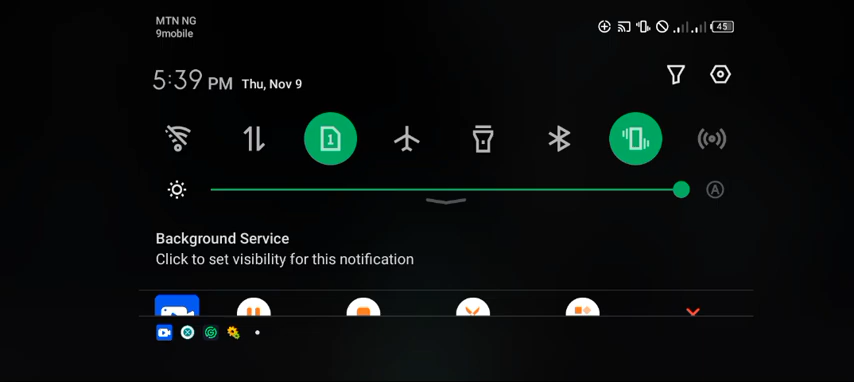 MTN NG
9mobile
45
5:39 PM Thu, Nov 9
1
A
Background Service
Click to set visibility for this notification